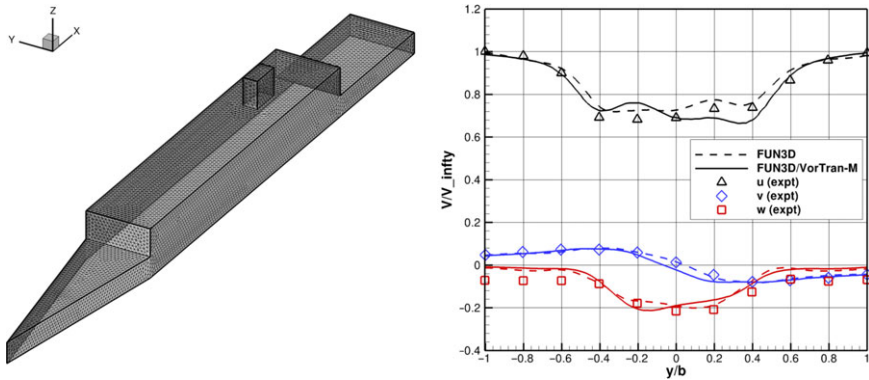 Z
Y
X
1.2
1
0.8
0.6
0.4
0.2
0
-0.2
-0.4
V/V_infty
FUN3D
FUN3D/VorTran-M
u (expt)
v (expt)
w (expt)
-1 -0.8 -0.6 -0.4 -0.2 0 0.2 0.4 0.6 0.8 1
y/b